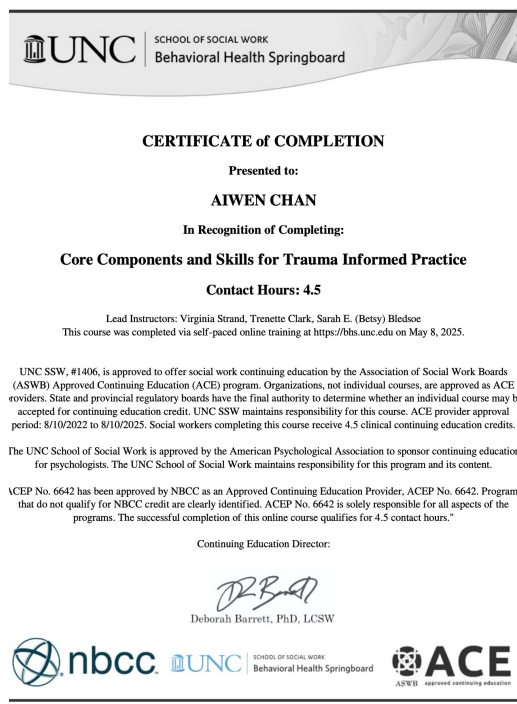 UNC
SCHOOL OF SOCIAL WORK
Behavioral Health Springboard
CERTIFICATE of COMPLETION
Presented to:
AIWEN CHAN
In Recognition of Completing:
Core Components and Skills for Trauma Informed Practice
Contact Hours: 4.5
Lead Instructors: Virginia Strand, Trenette Clark, Sarah E. (Betsy) Bledsoe
This course was completed via self-paced online training at https://bhs.unc.edu on May 8, 2025.
UNC SSW, #1406, is approved to offer social work continuing education by the Association of Social Work Boards
(ASWB) Approved Continuing Education (ACE) program. Organizations, not individual courses, are approved as ACE
roviders. State and provincial regulatory boards have the final authority to determine whether an individual course may b
accepted for continuing education credit. UNC SSW maintains responsibility for this course. ACE provider approval
period: 8/10/2022 to 8/10/2025. Social workers completing this course receive 4.5 clinical continuing education credits.
The UNC School of Social Work is approved by the American Psychological Association to sponsor continuing education
for psychologists. The UNC School of Social Work maintains responsibility for this program and its content.
ACEP No. 6642 has been approved by NBCC as an Approved Continuing Education Provider, ACEP No. 6642. Program
that do not qualify for NBCC credit are clearly identified. ACEP No. 6642 is solely responsible for all aspects of the
programs. The successful completion of this online course qualifies for 4.5 contact hours."
Continuing Education Director:
Deborah Barrett, PhD, LCSW
nbcc
UNC
SCHOOL OF SOCIAL WORK
Behavioral Health Springboard
ACE
ASWB approved continuing education